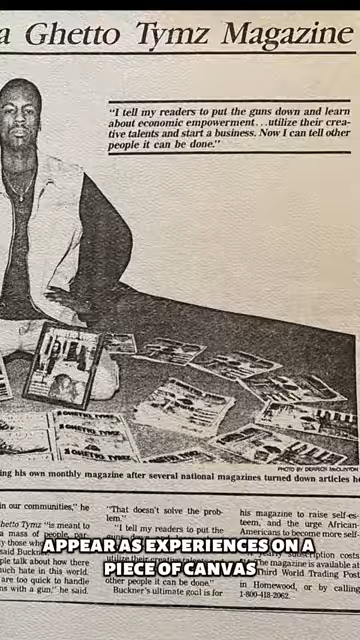 a Ghetto Tymz Magazine
"I tell my readers to put the guns down and learn
about economic empowerment...utilize their crea-
tive talents and start a business. Now I can tell other
people it can be done."
PHOTO BY DERRICK
ing his own monthly magazine after several national magazines turned down articles he
in our communities," he
Ghetto Tymz "is meant to
a mass of people, par-
y those who
said Buckner
ple talk about how there
much hate in this world.
are too quick to handle
ns with a gun," he said.
"That doesn't solve the prob-
lem."
"I tell my readers to put the
other people it can be done."
Buckner's ultimate goal is for
his magazine to raise self-es-
teem, and the urge African-
Americans to become more self-
subscription costs
The magazine is available at
Third World Trading Post
in Homewood, or by calling
1-800-418-2062.
APPEAR AS EXPERIENCES ON A
PIECE OF CANVAS